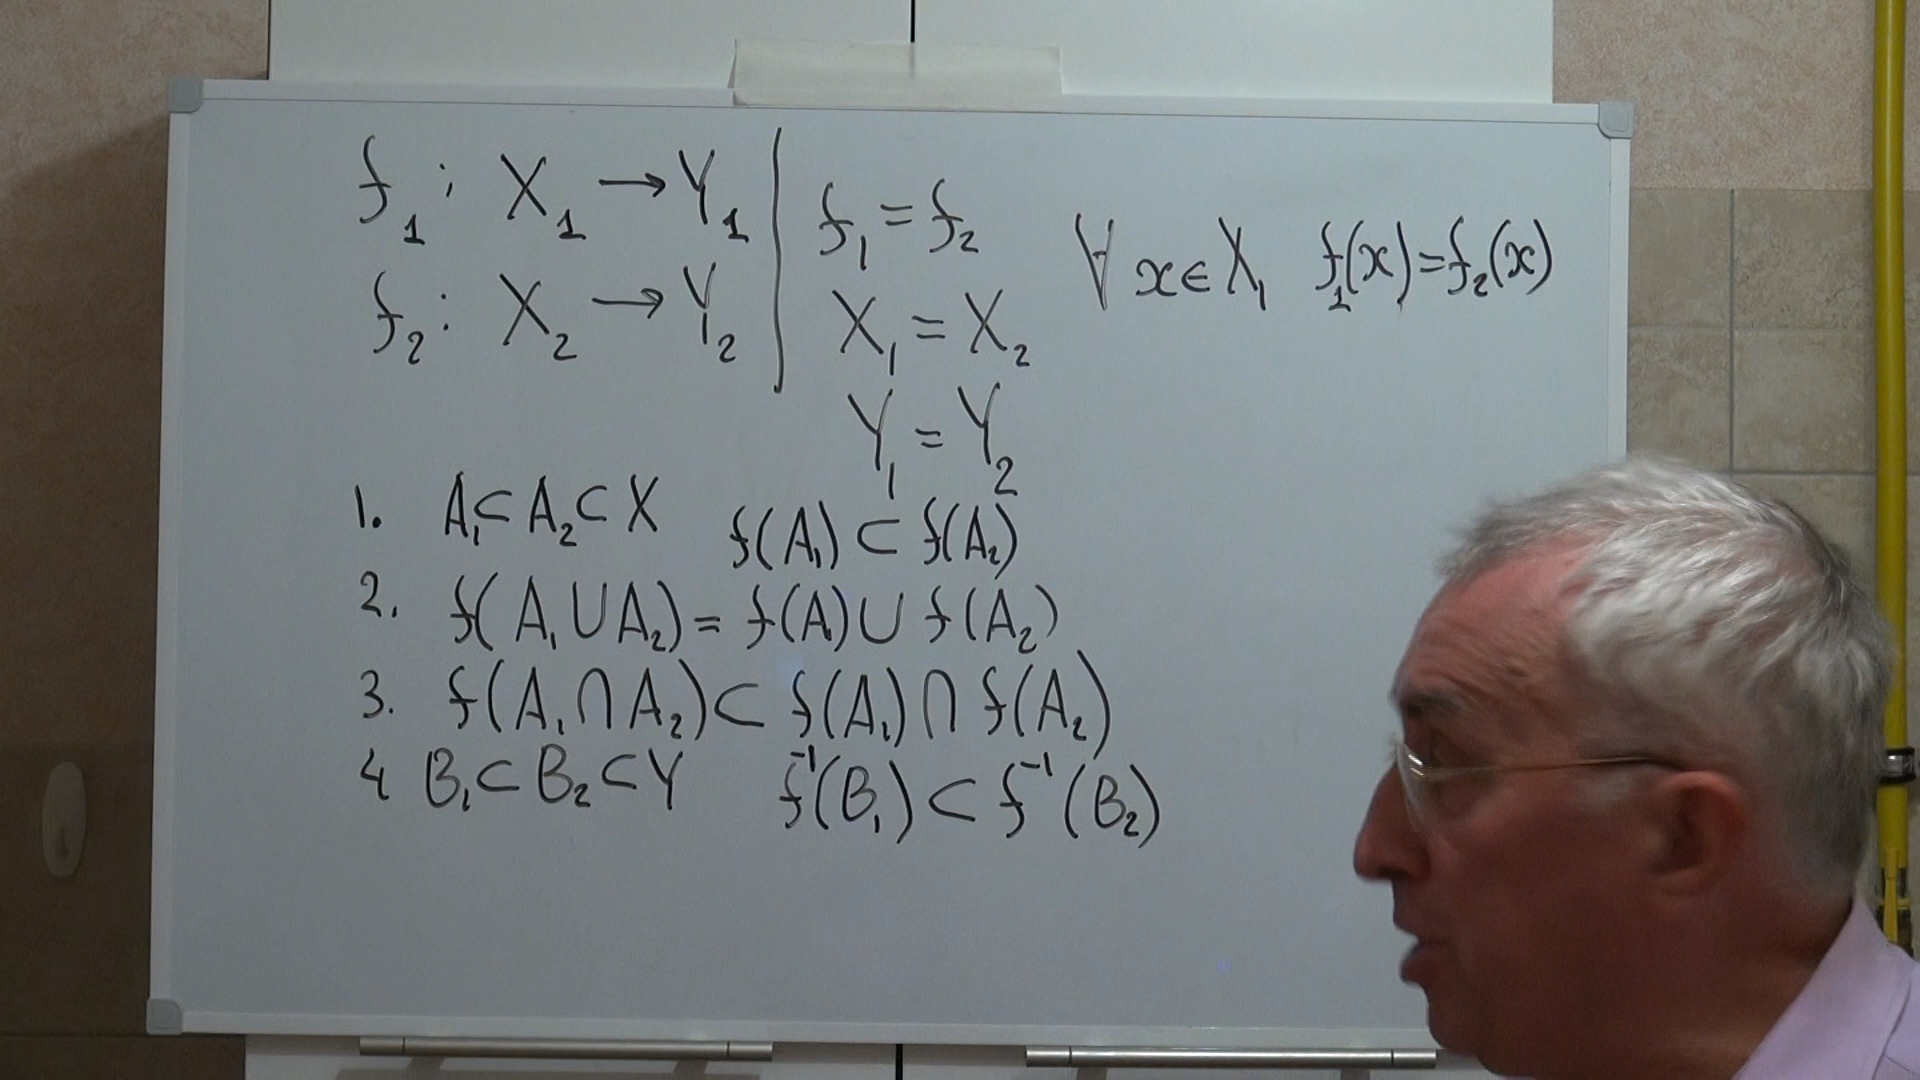 f₁ : X₁ → Y₁
f₂ : X₂ → Y₂
f₁ = f₂
X₁ = X₂
Y₁ = Y₂
∀ x ∈ X₁ f₁(x) = f₂(x)
1. A₁ ⊂ A₂ ⊂ X f(A₁) ⊂ f(A₂)
2. f(A₁ ∪ A₂) = f(A₁) ∪ f(A₂)
3. f(A₁ ∩ A₂) ⊂ f(A₁) ∩ f(A₂)
4 B₁ ⊂ B₂ ⊂ Y f⁻¹(B₁) ⊂ f⁻¹(B₂)